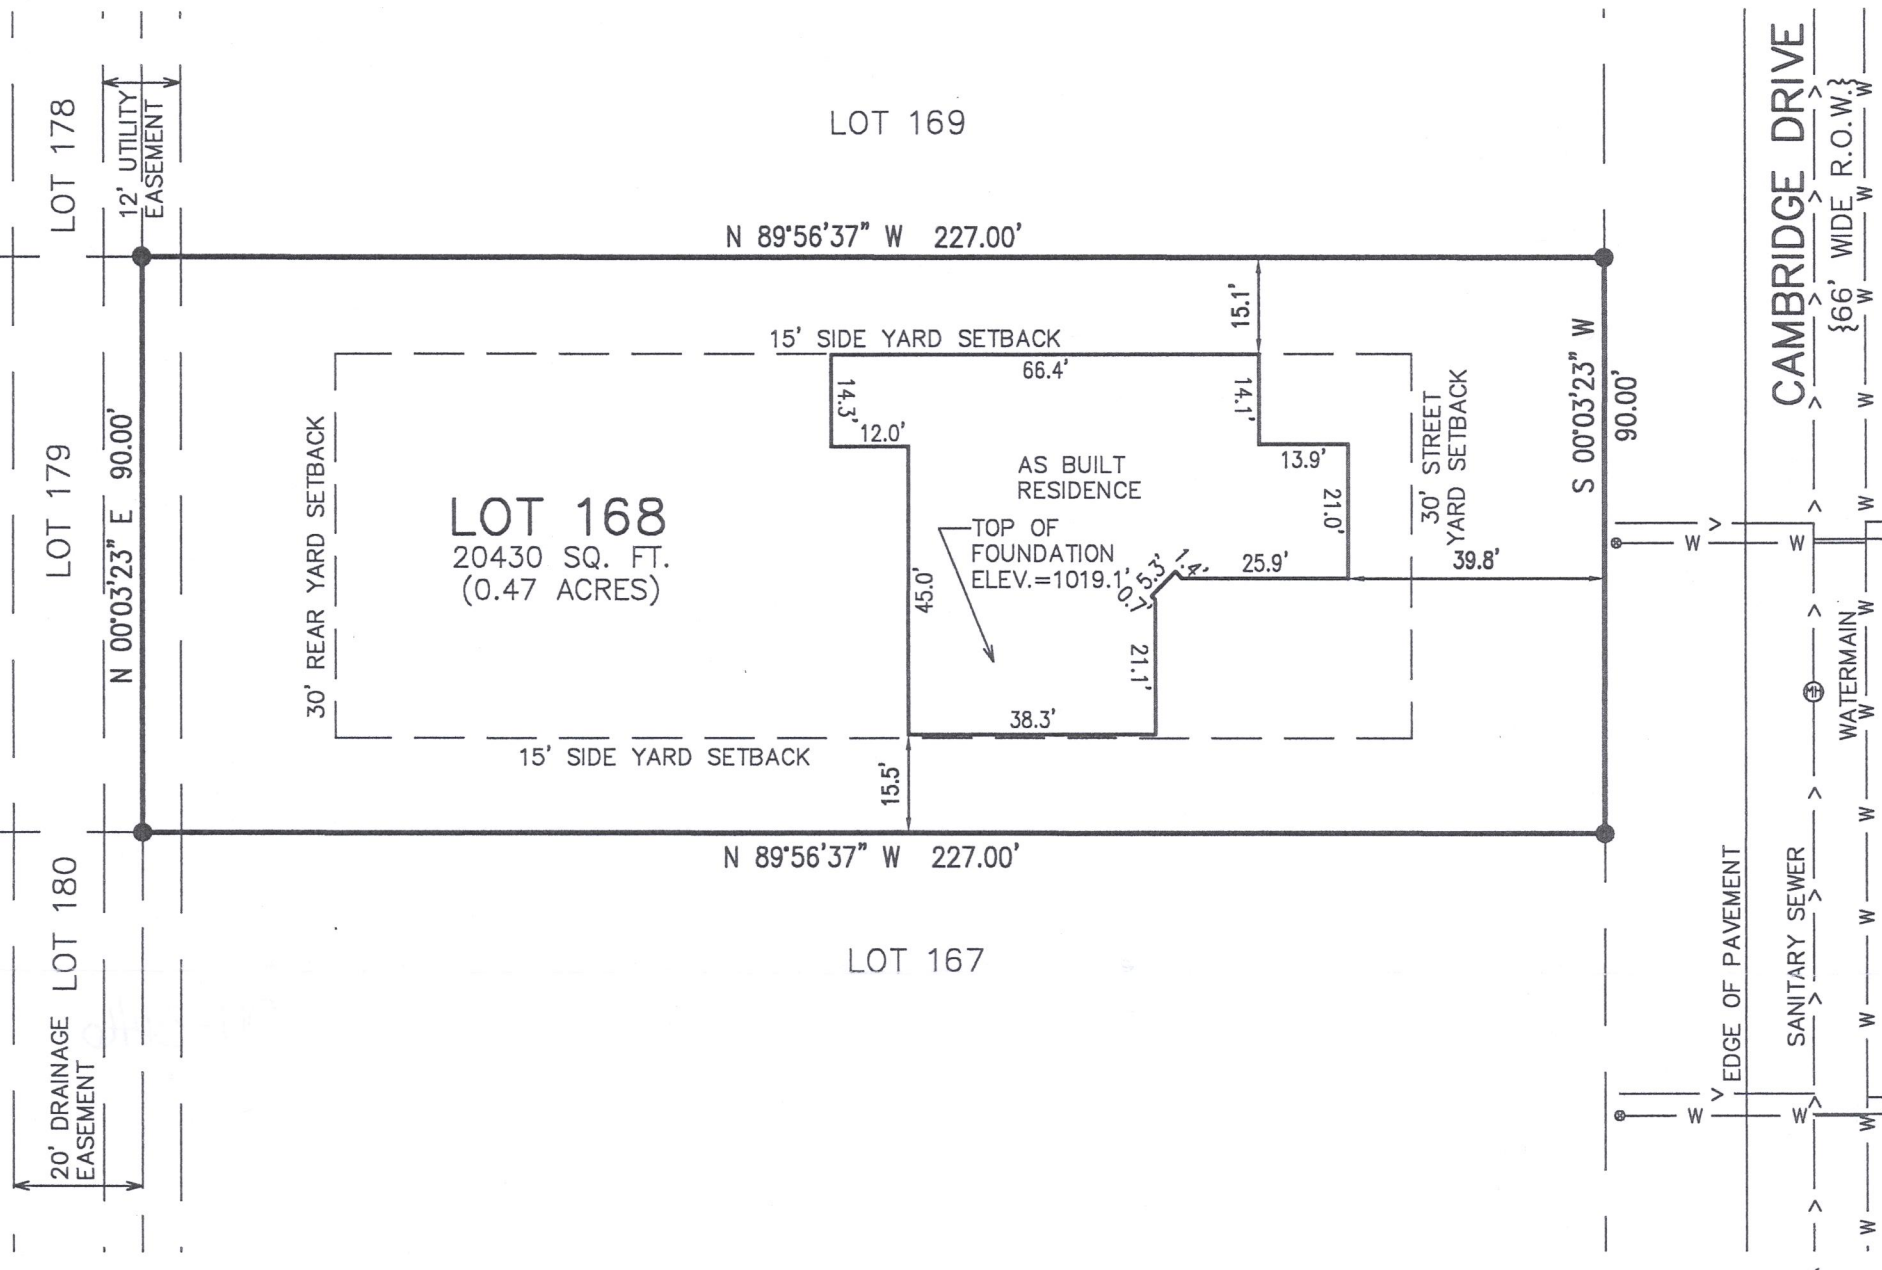 LOT 178
12' UTILITY
EASEMENT
LOT 169
CAMBRIDGE DRIVE
{66' WIDE R.O.W.}
N 89°56'37" W 227.00'
15.1'
15' SIDE YARD SETBACK
66.4'
14.3'
12.0'
14.1'
13.9'
21.0'
30' STREET
YARD SETBACK
S 00°03'23" W
90.00'
LOT 179
N 00°03'23" E 90.00'
30' REAR YARD SETBACK
LOT 168
20430 SQ. FT.
(0.47 ACRES)
AS BUILT
RESIDENCE
TOP OF
FOUNDATION
ELEV.=1019.1'
45.0'
0.7'
5.3'
1.4'
25.9'
39.8'
21.1'
38.3'
15' SIDE YARD SETBACK
15.5'
N 89°56'37" W 227.00'
LOT 167
LOT 180
20' DRAINAGE
EASEMENT
EDGE OF PAVEMENT
SANITARY SEWER
WATERMAIN
MH
W W
W W
W
W
W
W
W
W
W
W
W
W
W
W
W